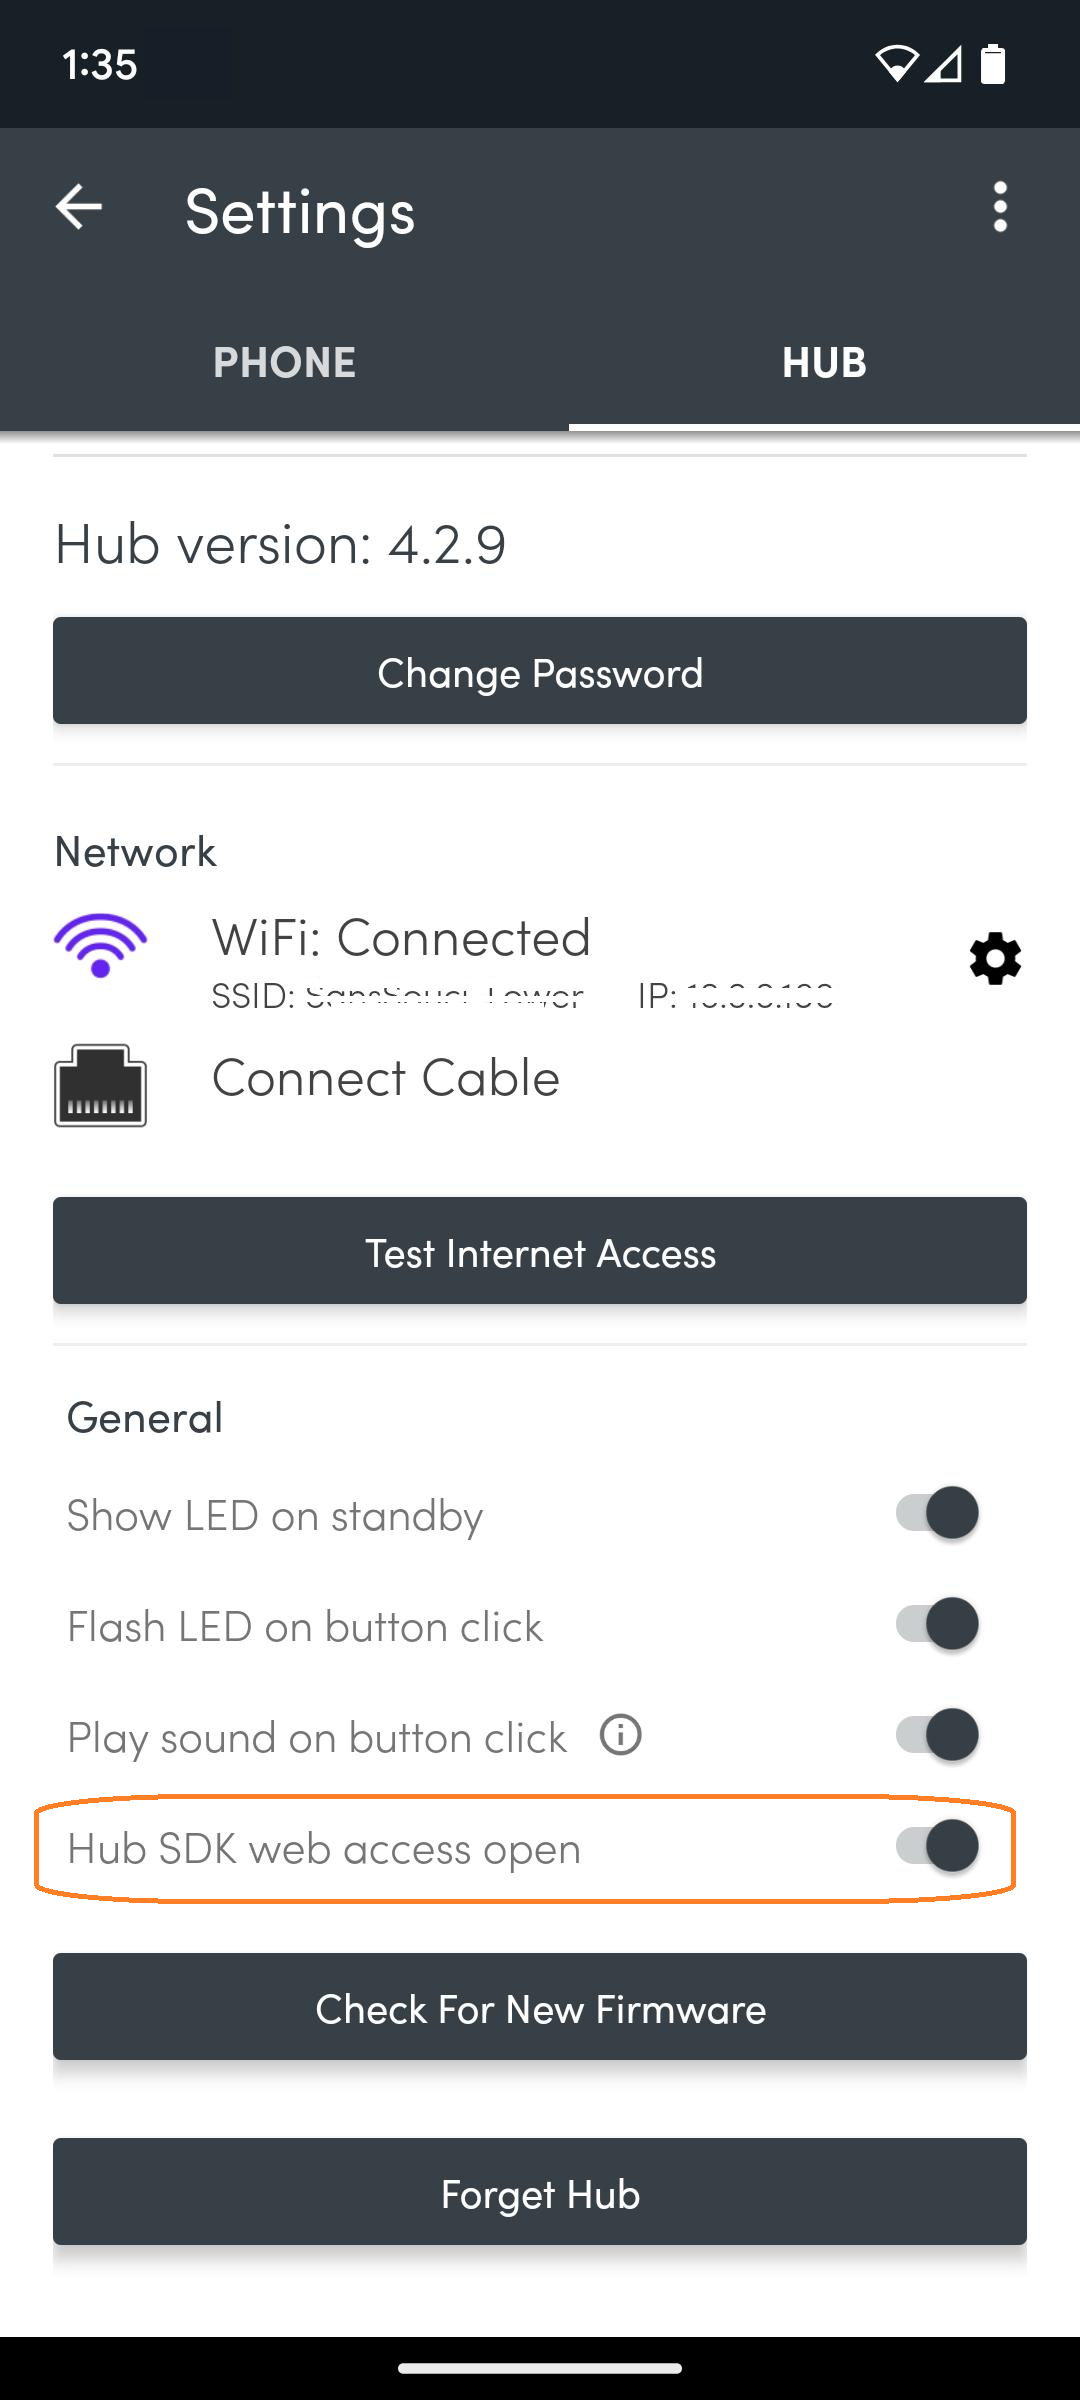 1:35
Settings
PHONE
HUB
Hub version: 4.2.9
Change Password
Network
WiFi: Connected
SSID: IP:
Connect Cable
Test Internet Access
General
Show LED on standby
Flash LED on button click
Play sound on button click
Hub SDK web access open
Check For New Firmware
Forget Hub